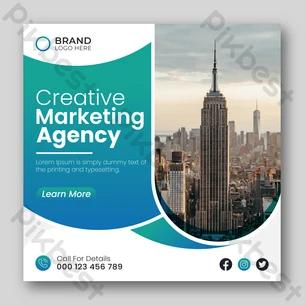 BRAND
LOGO HERE
Creative
Marketing
Agency
Lorem Ipsum is simply dummy text of
the printing and typesetting.
Learn More
Call For Details
000 123 456 789
pikbest